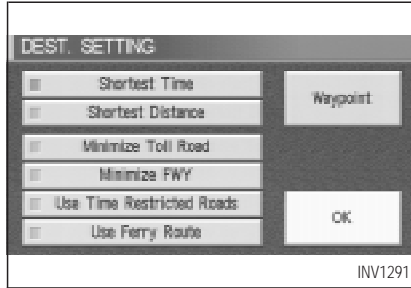 DEST. SETTING
Shortest Time
Shortest Distance
Waypoint
Minimize Toll Road
Minimize FWY
Use Time Restricted Roads
Use Ferry Route
OK
INV1291